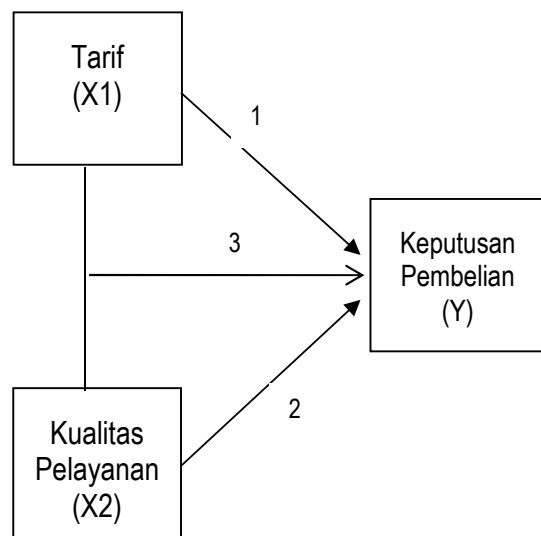 Tarif
(X1)
1
3
Keputusan
Pembelian
(Y)
2
Kualitas
Pelayanan
(X2)